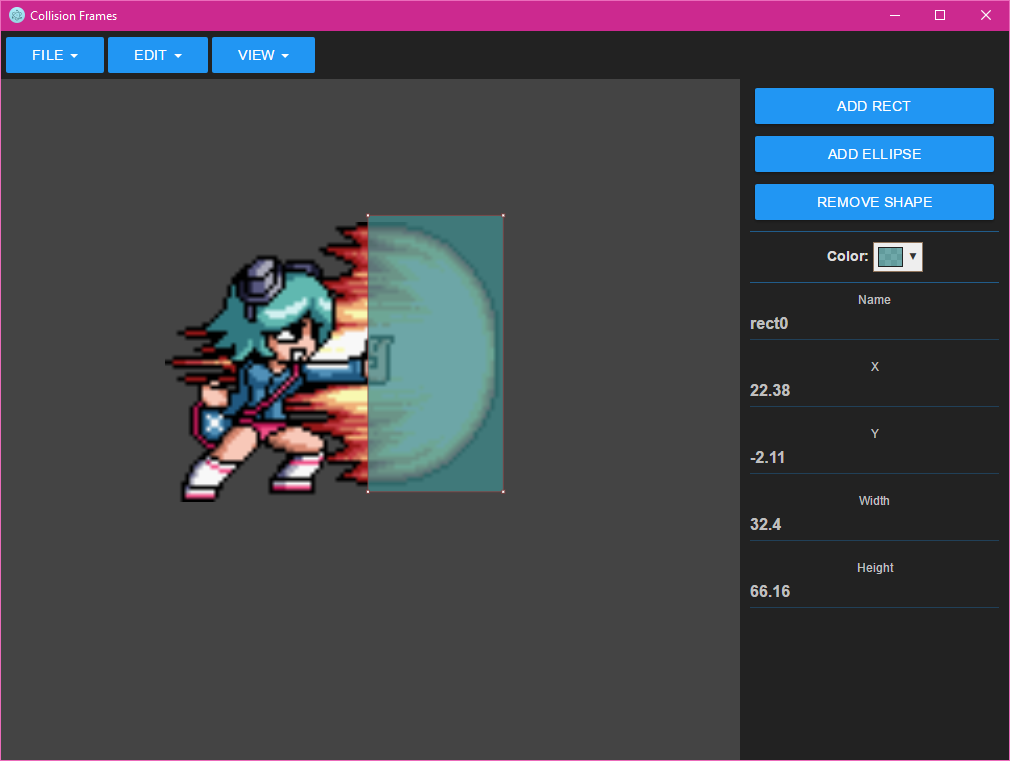 Collision Frames
FILE EDIT VIEW
ADD RECT
ADD ELLIPSE
REMOVE SHAPE
Color:
Name
rect0
X
22.38
Y
-2.11
Width
32.4
Height
66.16